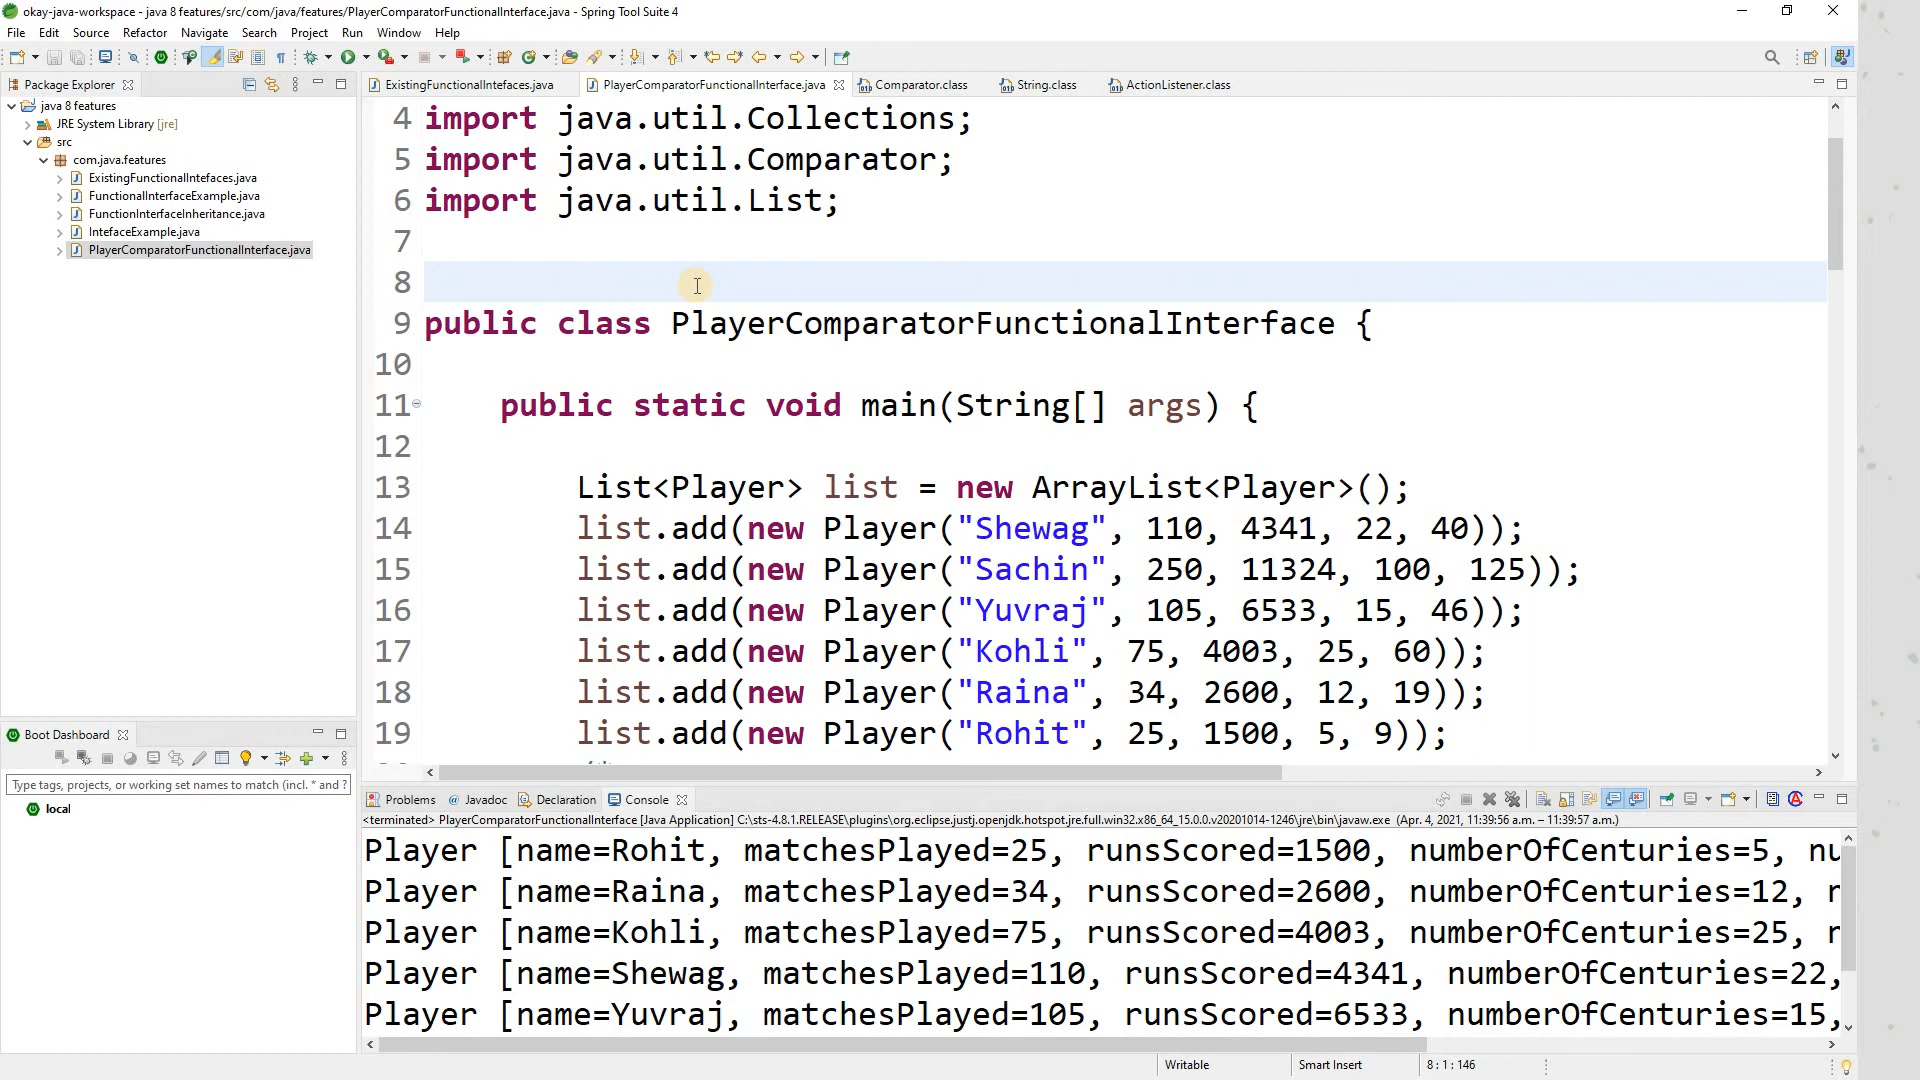 okay-java-workspace - java 8 features/src/com/java/features/PlayerComparatorFunctionalInterface.java - Spring Tool Suite 4
File Edit Source Refactor Navigate Search Project Run Window Help
Package Explorer
java 8 features
JRE System Library [jre]
src
com.java.features
ExistingFunctionalIntefaces.java
FunctionalInterfaceExample.java
FunctionInterfaceInheritance.java
IntefaceExample.java
PlayerComparatorFunctionalInterface.java
Boot Dashboard
Type tags, projects, or working set names to match (incl. * and ?
local
ExistingFunctionalIntefaces.java PlayerComparatorFunctionalInterface.java Comparator.class String.class ActionListener.class
4 import java.util.Collections;
5 import java.util.Comparator;
6 import java.util.List;
7
8
9 public class PlayerComparatorFunctionalInterface {
10
11 public static void main(String[] args) {
12
13 List<Player> list = new ArrayList<Player>();
14 list.add(new Player("Shewag", 110, 4341, 22, 40));
15 list.add(new Player("Sachin", 250, 11324, 100, 125));
16 list.add(new Player("Yuvraj", 105, 6533, 15, 46));
17 list.add(new Player("Kohli", 75, 4003, 25, 60));
18 list.add(new Player("Raina", 34, 2600, 12, 19));
19 list.add(new Player("Rohit", 25, 1500, 5, 9));
Problems @ Javadoc Declaration Console
<terminated> PlayerComparatorFunctionalInterface [Java Application] C:\sts-4.8.1.RELEASE\plugins\org.eclipse.justj.openjdk.hotspot.jre.full.win32.x86_64_15.0.0.v20201014-1246\jre\bin\javaw.exe (Apr. 4, 2021, 11:39:56 a.m. – 11:39:57 a.m.)
Player [name=Rohit, matchesPlayed=25, runsScored=1500, numberOfCenturies=5, nu
Player [name=Raina, matchesPlayed=34, runsScored=2600, numberOfCenturies=12, r
Player [name=Kohli, matchesPlayed=75, runsScored=4003, numberOfCenturies=25, r
Player [name=Shewag, matchesPlayed=110, runsScored=4341, numberOfCenturies=22,
Player [name=Yuvraj, matchesPlayed=105, runsScored=6533, numberOfCenturies=15,
Writable Smart Insert 8 : 1 : 146